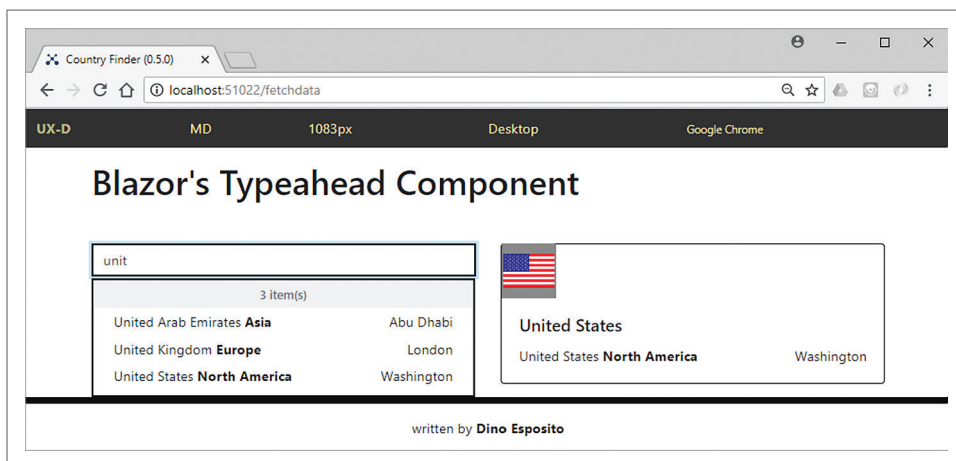 Country Finder (0.5.0)
localhost:51022/fetchdata
UX-D MD 1083px Desktop Google Chrome
Blazor's Typeahead Component
unit
3 item(s)
United Arab Emirates Asia Abu Dhabi
United Kingdom Europe London
United States North America Washington
United States
United States North America Washington
written by Dino Esposito